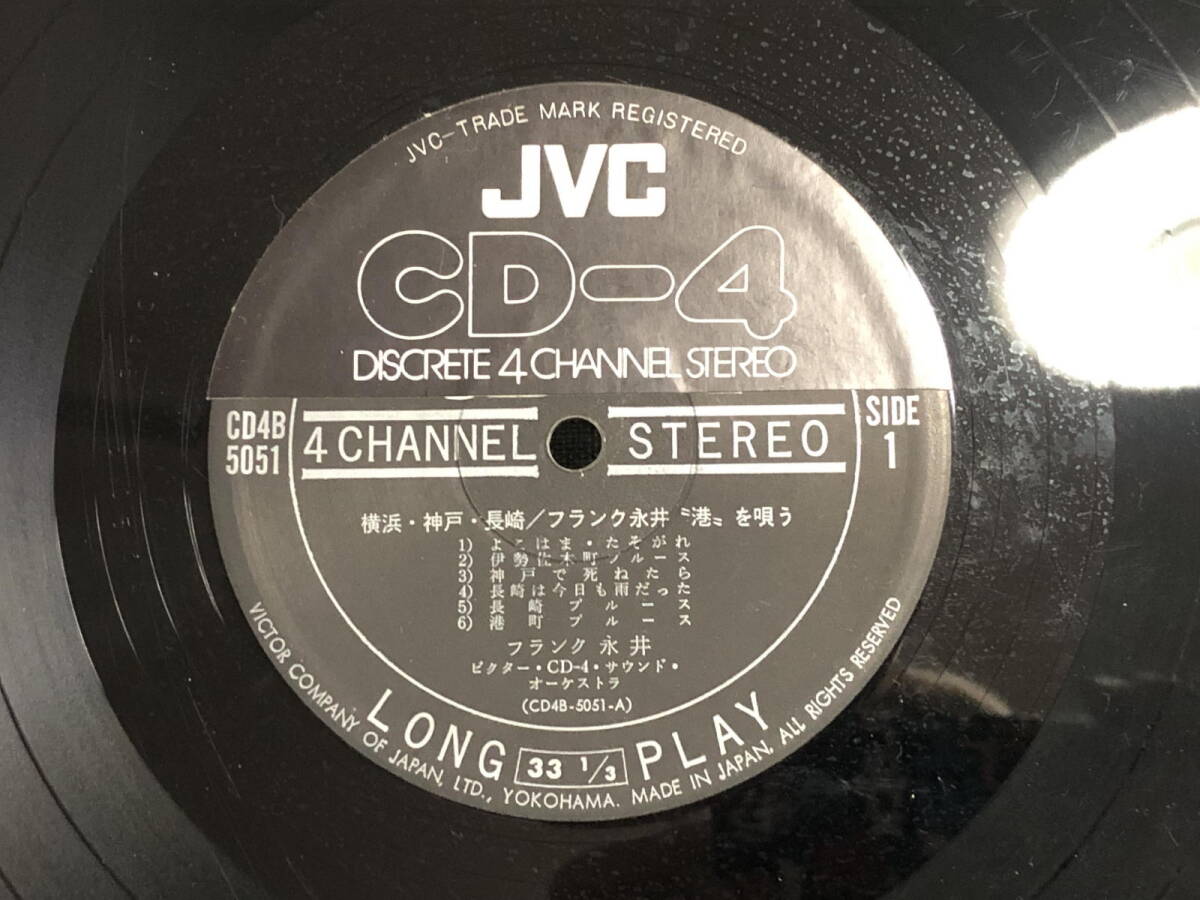 JVC-TRADE MARK REGISTERED
JVC
CD-4
DISCRETE 4 CHANNEL STEREO
CD4B
5051
4 CHANNEL STEREO
SIDE
1
横浜・神戸・長崎/フランク永井〝港〟を唄う
1) よこはま・たそがれ
2) 伊勢佐木町ブルース
3) 神戸で死ねたら
4) 長崎は今日も雨だった
5) 長崎ブルース
6) 港町ブルース
フランク永井
ビクター・CD-4・サウンド・
オーケストラ
(CD4B-5051-A)
LONG 33 1/3 PLAY
VICTOR COMPANY OF JAPAN, LTD., YOKOHAMA. MADE IN JAPAN, ALL RIGHTS RESERVED